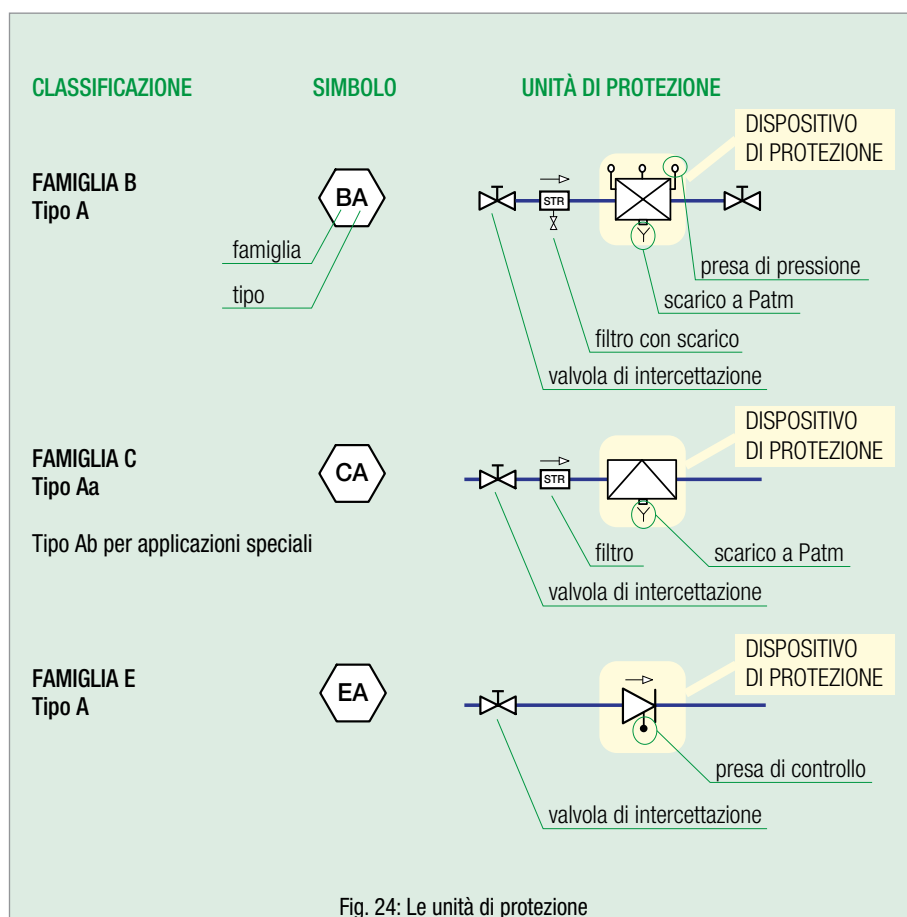 CLASSIFICAZIONE SIMBOLO UNITÀ DI PROTEZIONE
DISPOSITIVO
DI PROTEZIONE
FAMIGLIA B
Tipo A
BA
famiglia
tipo
STR
Y
presa di pressione
scarico a Patm
filtro con scarico
valvola di intercettazione
DISPOSITIVO
DI PROTEZIONE
FAMIGLIA C
Tipo Aa
CA
STR
Y
Tipo Ab per applicazioni speciali
filtro
scarico a Patm
valvola di intercettazione
DISPOSITIVO
DI PROTEZIONE
FAMIGLIA E
Tipo A
EA
presa di controllo
valvola di intercettazione
Fig. 24: Le unità di protezione